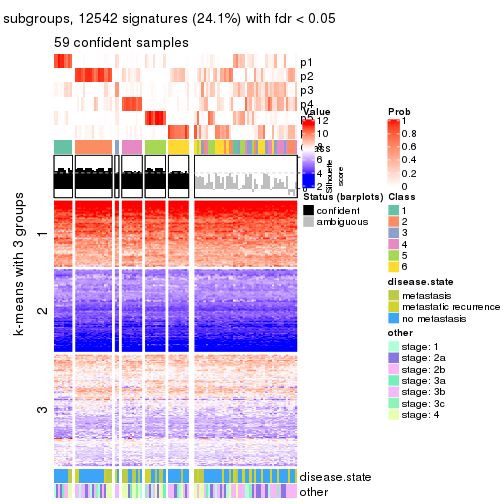 subgroups, 12542 signatures (24.1%) with fdr < 0.05
59 confident samples
p1
p2
p3
p4
Value
12
10
8
6
4
2
Silhouette
score
Prob
1
0.8
0.6
0.4
0.2
0
Status (barplots)
confident
ambiguous
Class
1
2
3
4
5
6
disease.state
metastasis
metastatic recurrence
no metastasis
other
stage: 1
stage: 2a
stage: 2b
stage: 3a
stage: 3b
stage: 3c
stage: 4
k-means with 3 groups
1
2
3
disease.state
other